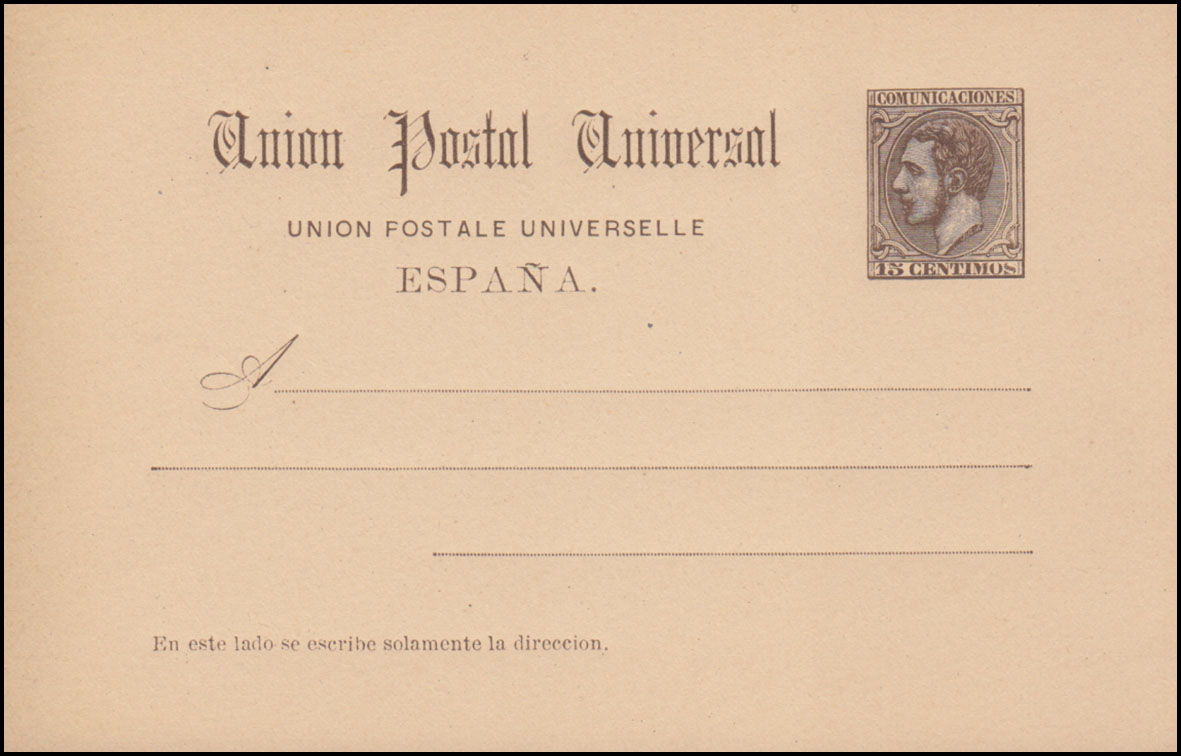 Union Postal Universal
COMUNICACIONES
15 CENTIMOS
UNION POSTALE UNIVERSELLE
ESPAÑA.
A
En este lado se escribe solamente la direccion.